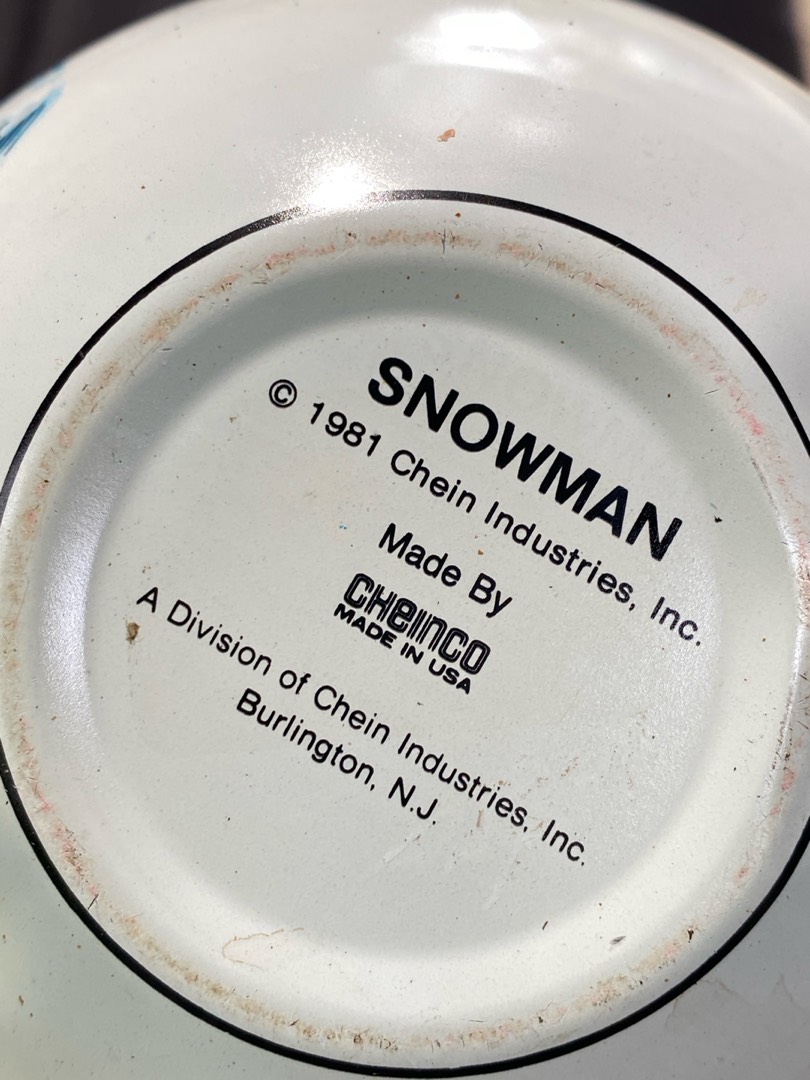 SNOWMAN
© 1981 Chein Industries, Inc.
Made By
CHEINCO
MADE IN USA
A Division of Chein Industries, Inc.
Burlington, N.J.